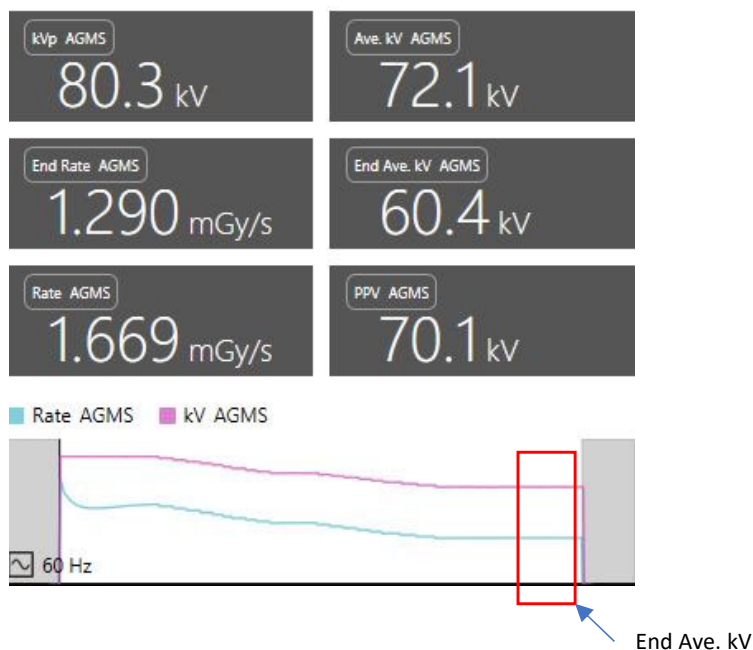 kVp AGMS
80.3 kV
Ave. kV AGMS
72.1 kV
End Rate AGMS
1.290 mGy/s
End Ave. kV AGMS
60.4 kV
Rate AGMS
1.669 mGy/s
PPV AGMS
70.1 kV
Rate AGMS kV AGMS
60 Hz
End Ave. kV